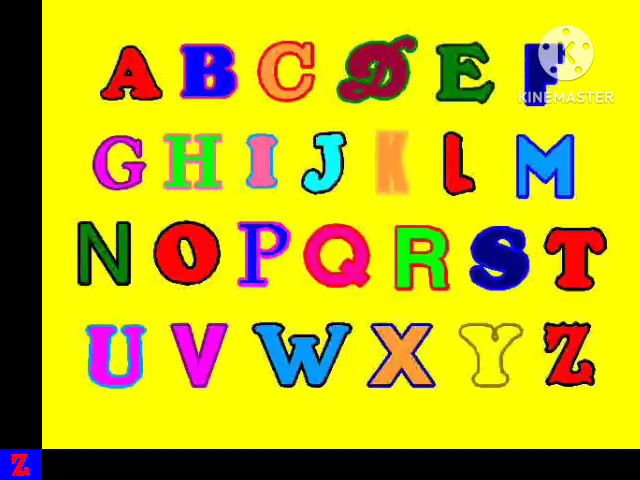 A B C D E F
KINEMASTER
G H I J K L M
N O P Q R S T
U V W X Y Z
Z